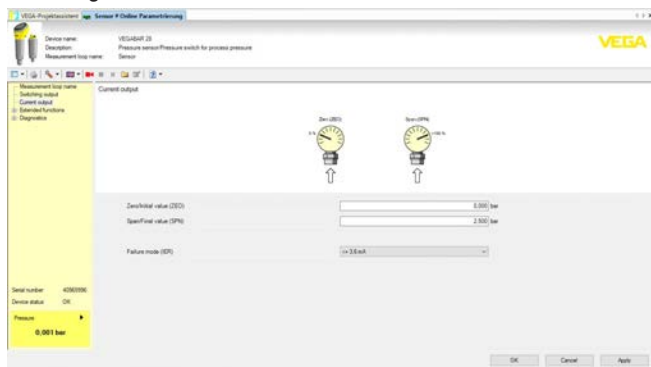 VEGA-Projektassistent Sensor # Online Parametrierung
Device name: VEGABAR 28
Description: Pressure sensor/Pressure switch for process pressure
Measurement loop name: Sensor
VEGA
Measurement loop name
Switching output
Current output
Extended functions
Diagnostics
Current output
Zero (ZEO) Span (SPN)
Zero/Initial value (ZEO) 0.000 bar
Span/Final value (SPN) 2.500 bar
Failure mode (IER) <= 3.6 mA
Serial number
Device status OK
Pressure
0,001 bar
OK Cancel Apply